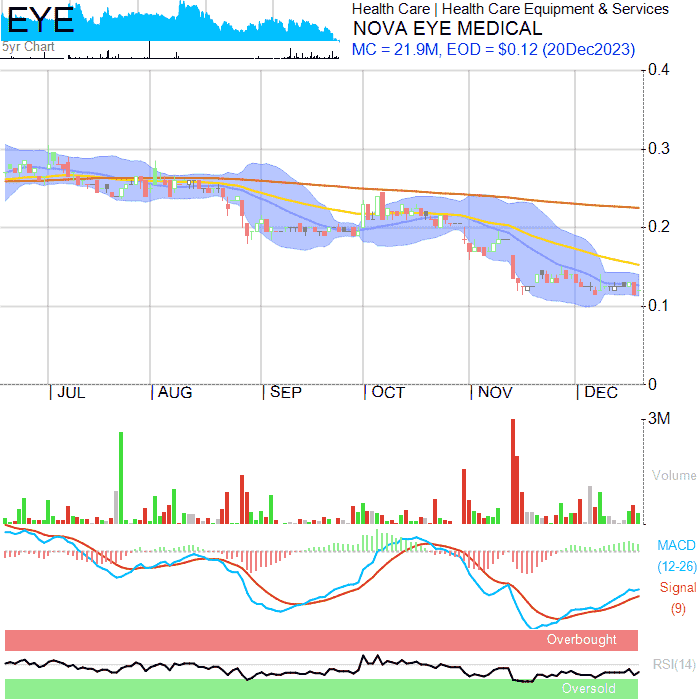 EYE
5yr Chart
Health Care | Health Care Equipment & Services
NOVA EYE MEDICAL
MC = 21.9M, EOD = $0.12 (20Dec2023)
0.4
0.3
0.2
0.1
0
JUL
AUG
SEP
OCT
NOV
DEC
3M
Volume
MACD
(12-26)
Signal
(9)
Overbought
RSI(14)
Oversold